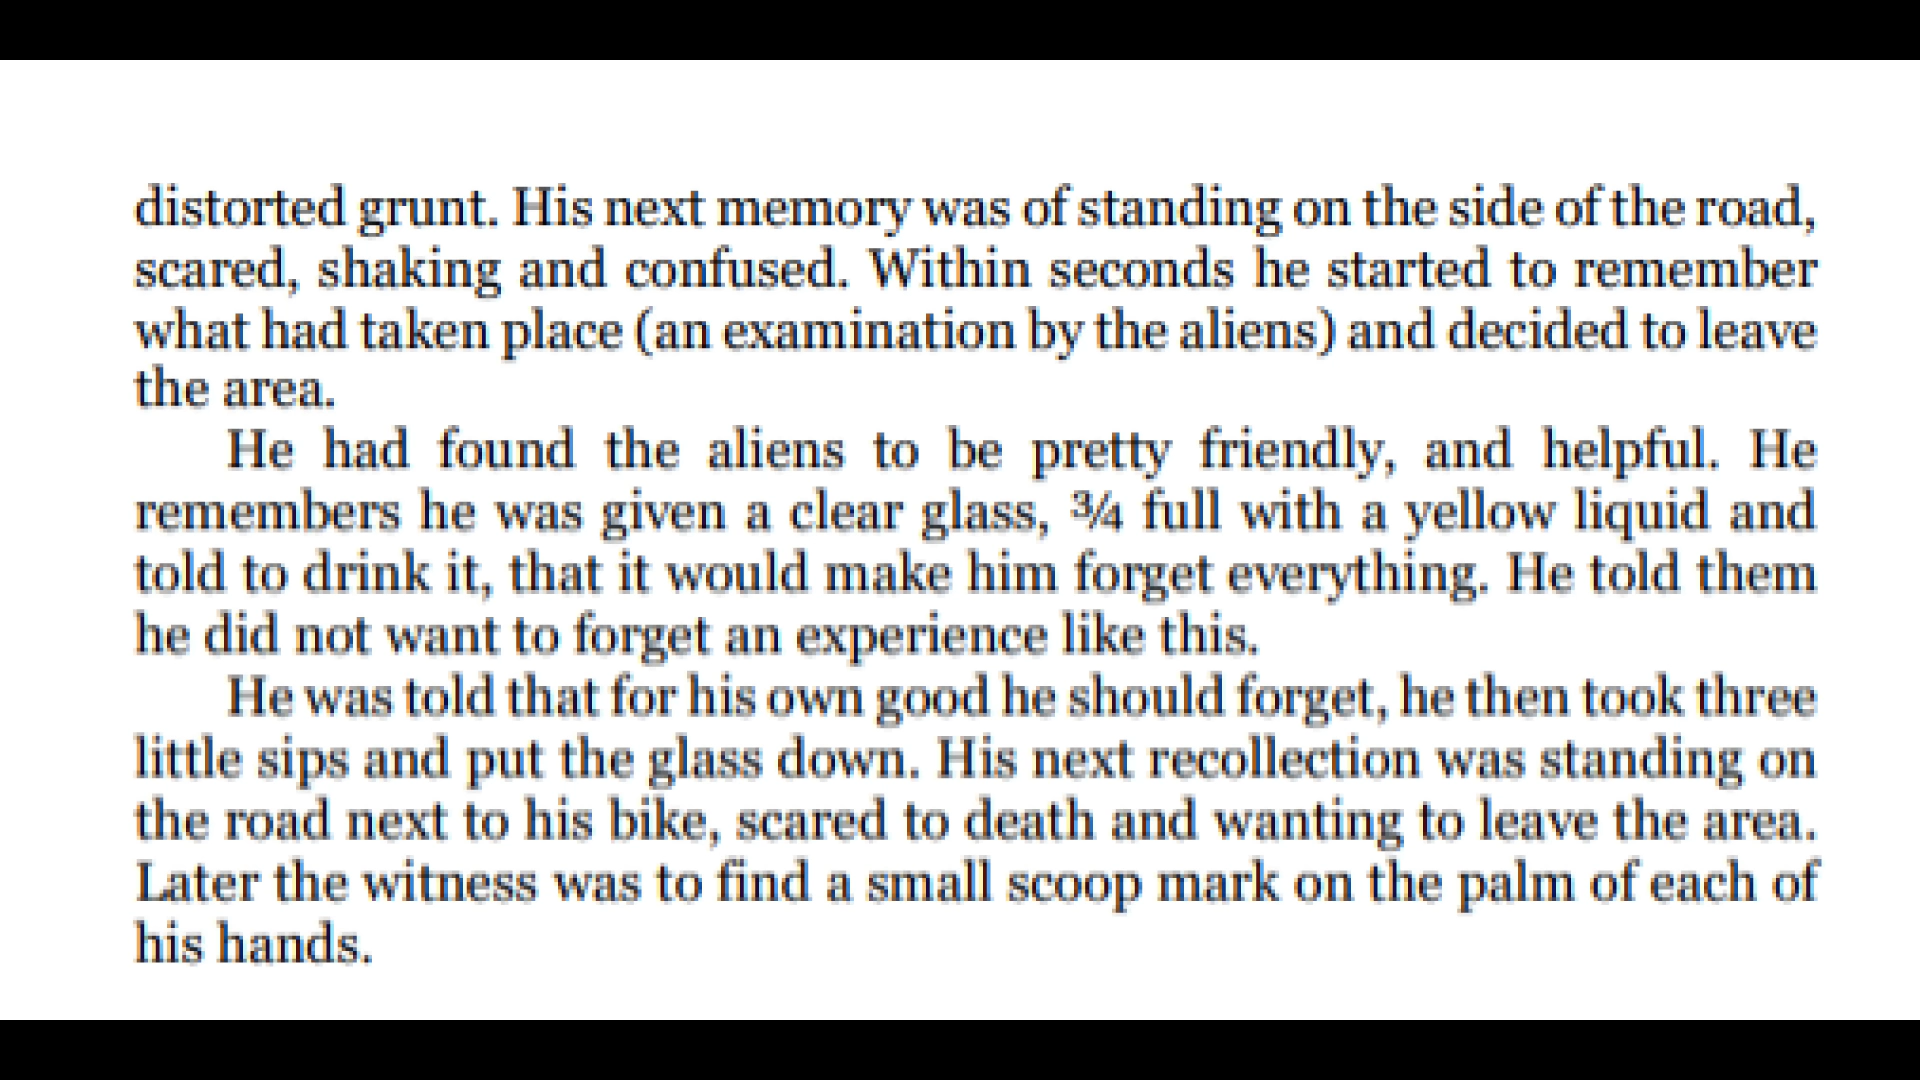 distorted grunt. His next memory was of standing on the side of the road,
scared, shaking and confused. Within seconds he started to remember
what had taken place (an examination by the aliens) and decided to leave
the area.
He had found the aliens to be pretty friendly, and helpful. He
remembers he was given a clear glass, ¾ full with a yellow liquid and
told to drink it, that it would make him forget everything. He told them
he did not want to forget an experience like this.
He was told that for his own good he should forget, he then took three
little sips and put the glass down. His next recollection was standing on
the road next to his bike, scared to death and wanting to leave the area.
Later the witness was to find a small scoop mark on the palm of each of
his hands.